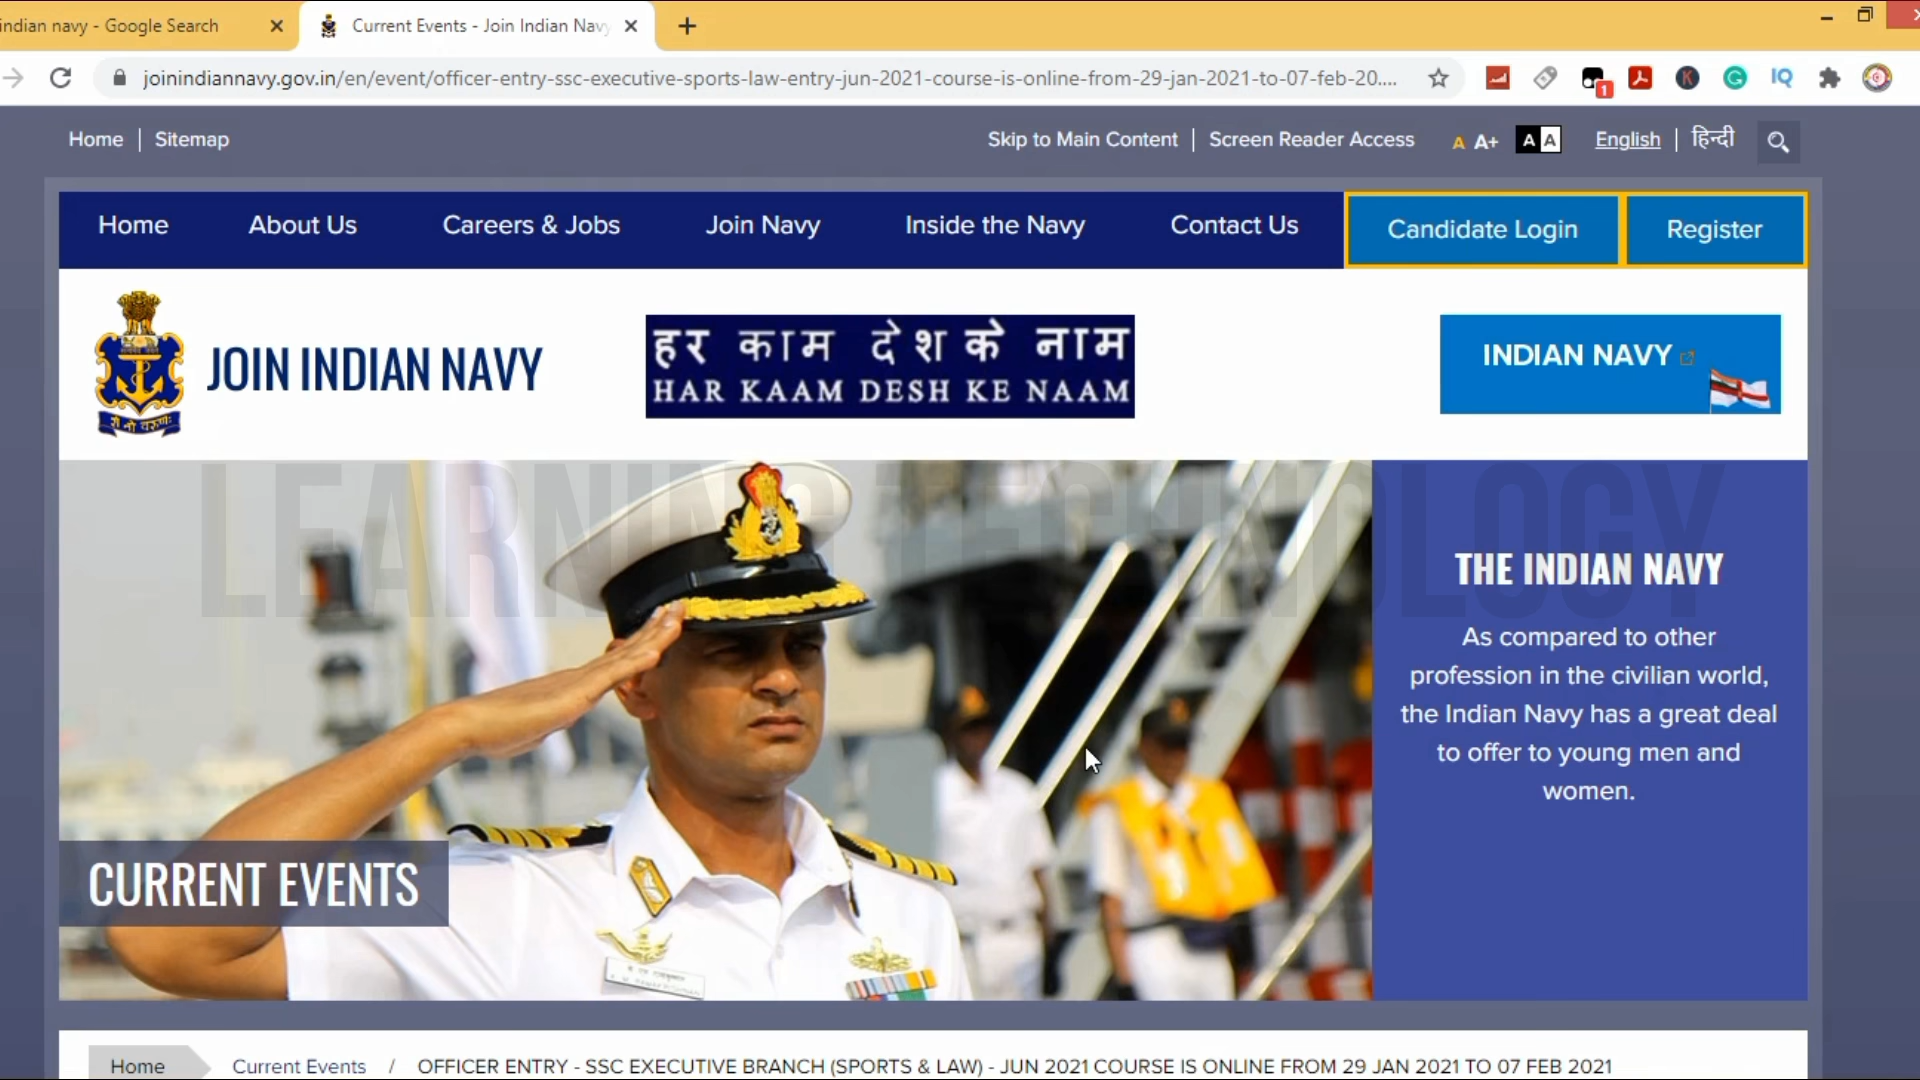 indian navy - Google Search
Current Events - Join Indian Nav
joinindiannavy.gov.in/en/event/officer-entry-ssc-executive-sports-law-entry-jun-2021-course-is-online-from-29-jan-2021-to-07-feb-20....
1
IQ
Home | Sitemap
Skip to Main Content | Screen Reader Access
A A+ A A
English | हिन्दी
Home
About Us
Careers & Jobs
Join Navy
Inside the Navy
Contact Us
Candidate Login
Register
JOIN INDIAN NAVY
हर काम देश के नाम
HAR KAAM DESH KE NAAM
INDIAN NAVY
शं नो वरुणः
LEARNING TECHNOLOGY
THE INDIAN NAVY
As compared to other
profession in the civilian world,
the Indian Navy has a great deal
to offer to young men and
women.
CURRENT EVENTS
Home
Current Events / OFFICER ENTRY - SSC EXECUTIVE BRANCH (SPORTS & LAW) - JUN 2021 COURSE IS ONLINE FROM 29 JAN 2021 TO 07 FEB 2021